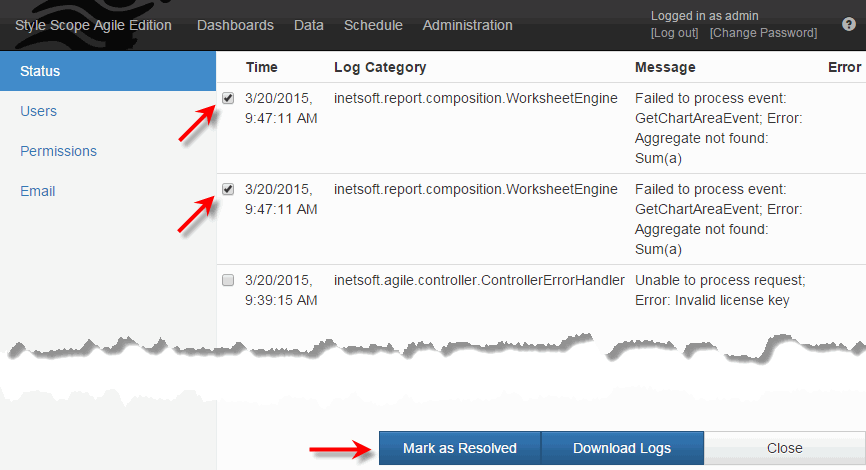 Style Scope Agile Edition Dashboards Data Schedule Administration
Logged in as admin
[Log out] [Change Password]
?
Status
Users
Permissions
Email
Time Log Category Message Error
3/20/2015, inetsoft.report.composition.WorksheetEngine Failed to process event:
9:47:11 AM GetChartAreaEvent; Error:
Aggregate not found:
Sum(a)
3/20/2015, inetsoft.report.composition.WorksheetEngine Failed to process event:
9:47:11 AM GetChartAreaEvent; Error:
Aggregate not found:
Sum(a)
3/20/2015, inetsoft.agile.controller.ControllerErrorHandler Unable to process request;
9:39:15 AM Error: Invalid license key
Mark as Resolved Download Logs Close